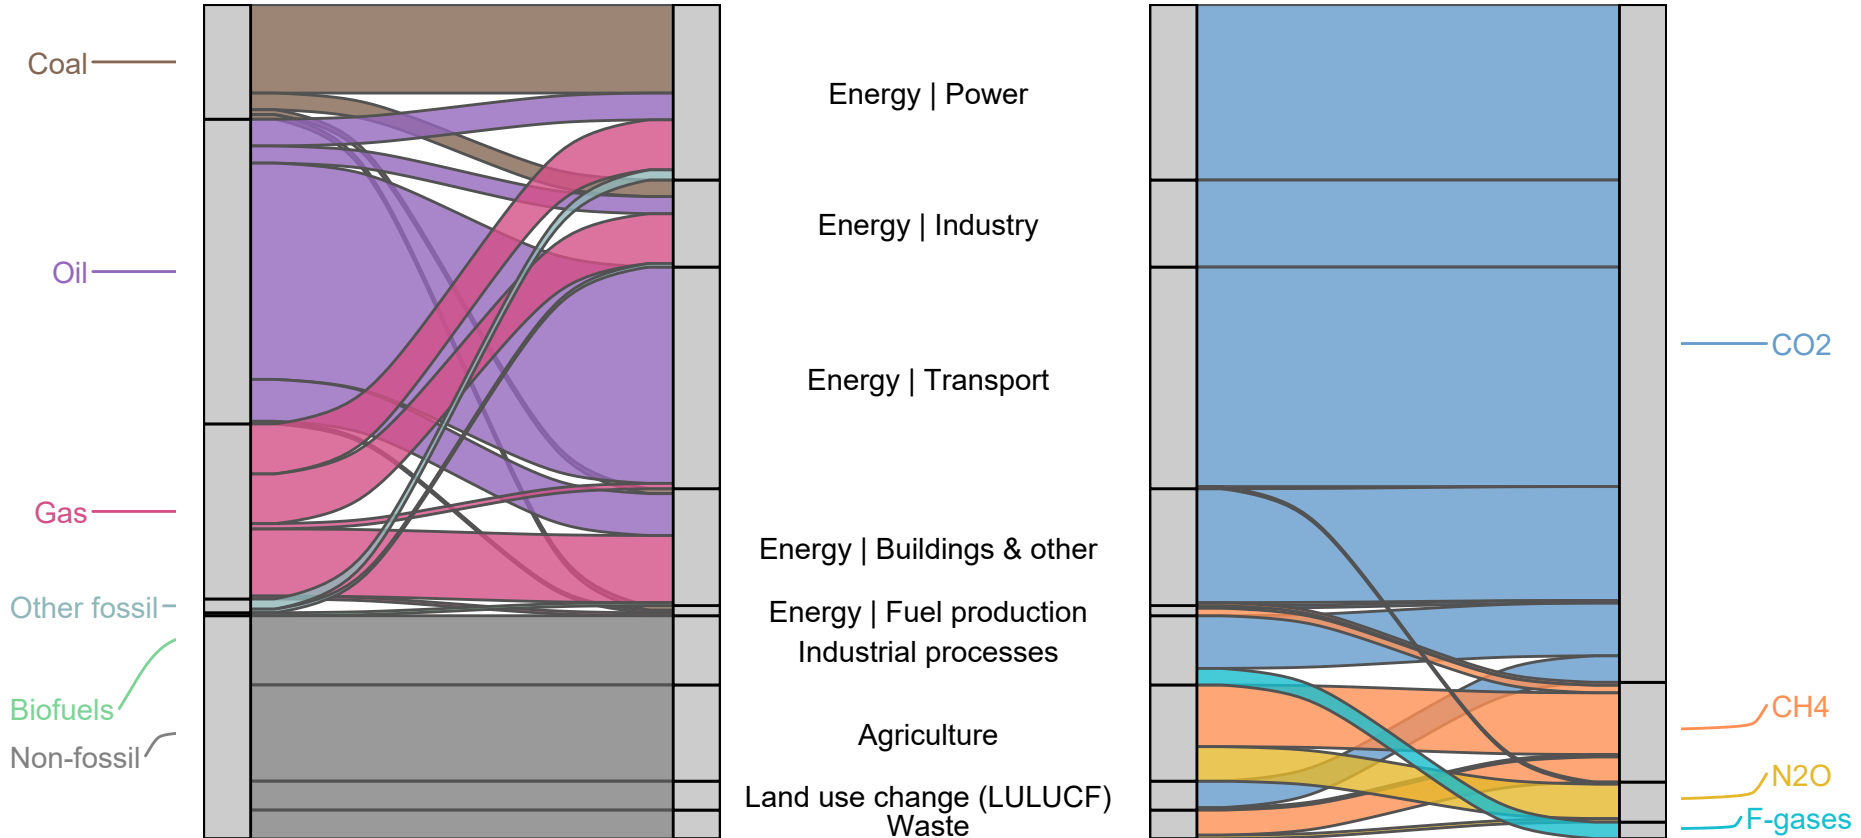 Coal
Oil
Gas
Other fossil
Biofuels
Non-fossil
Energy | Power
Energy | Industry
Energy | Transport
Energy | Buildings & other
Energy | Fuel production
Industrial processes
Agriculture
Land use change (LULUCF)
Waste
CO2
CH4
N2O
F-gases